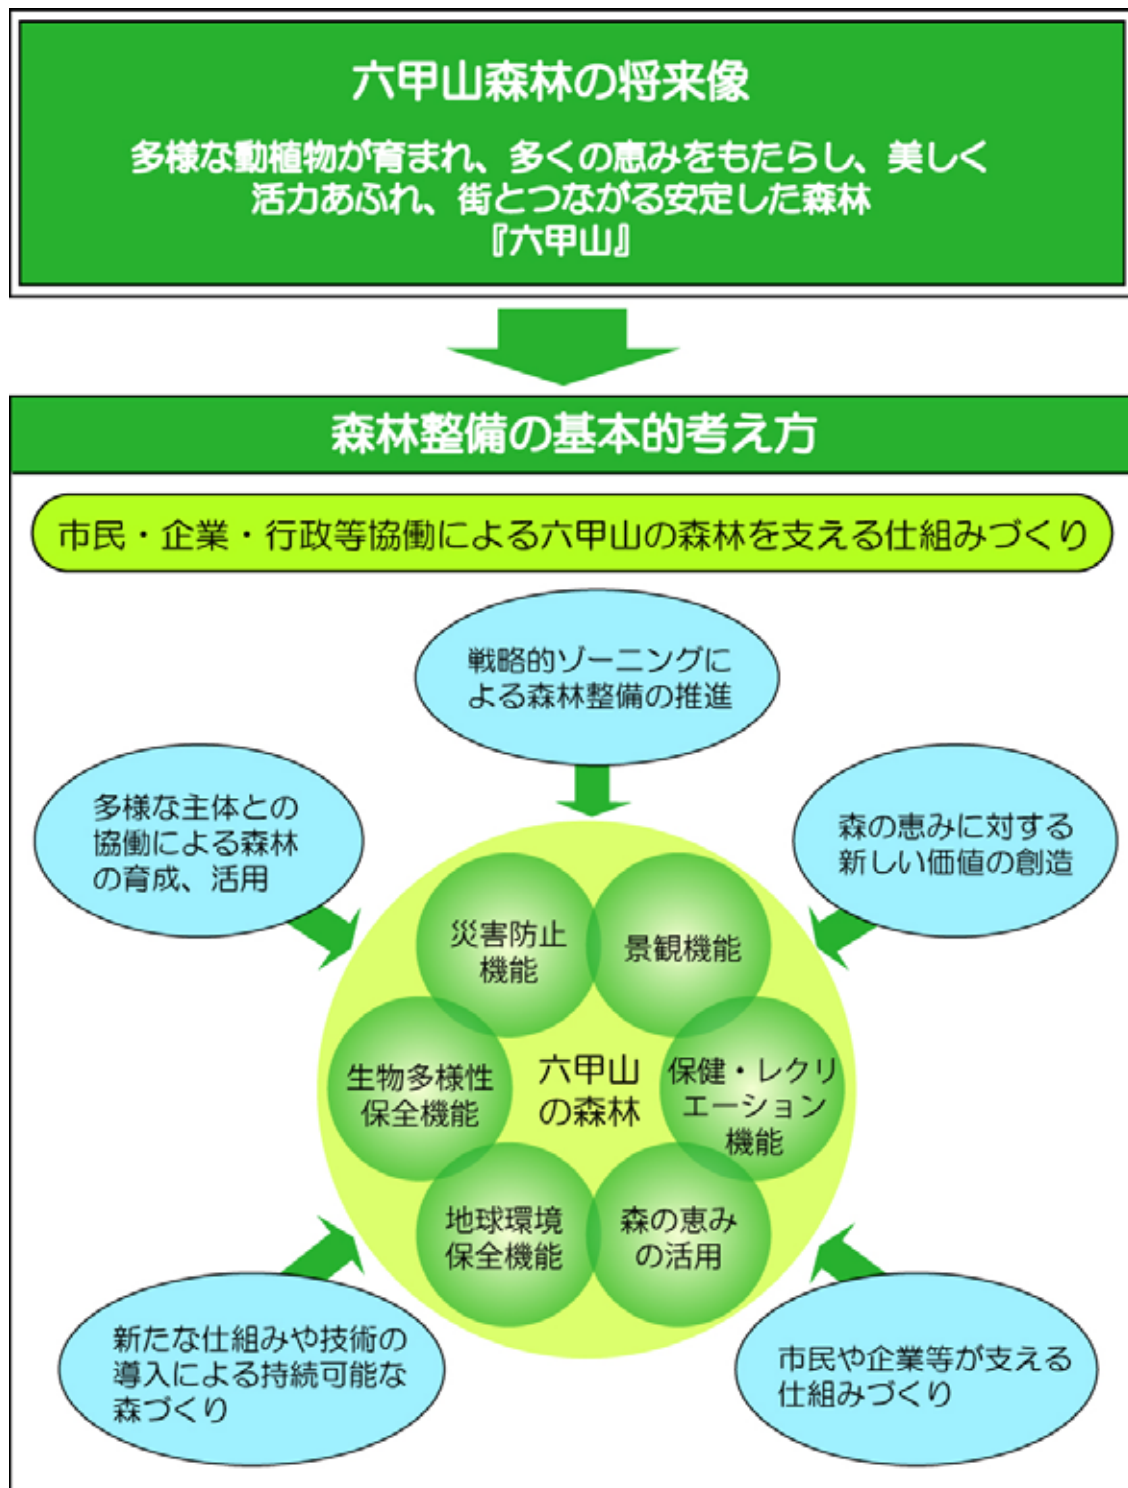 六甲山森林の将来像
多様な動植物が育まれ、多くの恵みをもたらし、美しく
活力あふれ、街とつながる安定した森林
『六甲山』
森林整備の基本的考え方
市民・企業・行政等協働による六甲山の森林を支える仕組みづくり
戦略的ゾーニングに
よる森林整備の推進
多様な主体との
協働による森林
の育成、活用
森の恵みに対する
新しい価値の創造
災害防止
機能
景観機能
生物多様性
保全機能
六甲山
の森林
保健・レクリ
エーション
機能
地球環境
保全機能
森の恵み
の活用
新たな仕組みや技術の
導入による持続可能な
森づくり
市民や企業等が支える
仕組みづくり